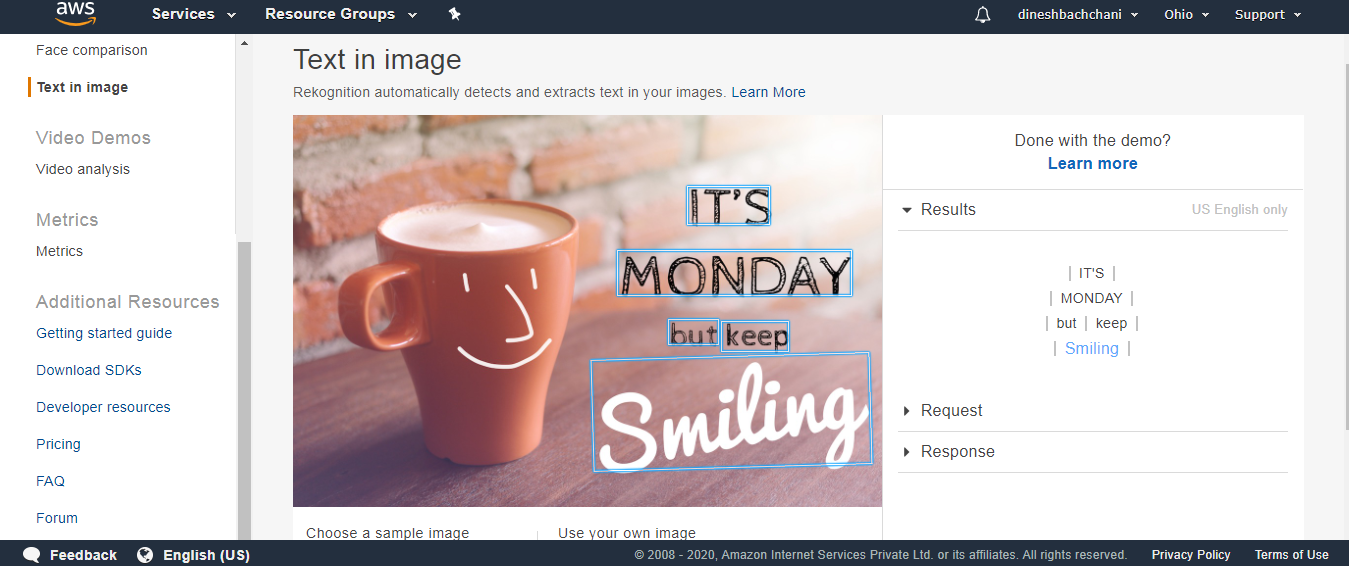 aws Services Resource Groups dineshbachchani Ohio Support
Face comparison
Text in image
Video Demos
Video analysis
Metrics
Metrics
Additional Resources
Getting started guide
Download SDKs
Developer resources
Pricing
FAQ
Forum
Text in image
Rekognition automatically detects and extracts text in your images. Learn More
IT'S
MONDAY
but keep
Smiling
Choose a sample image
Use your own image
Done with the demo?
Learn more
Results US English only
| IT'S |
| MONDAY |
| but | keep |
| Smiling |
Request
Response
Feedback English (US) © 2008 - 2020, Amazon Internet Services Private Ltd. or its affiliates. All rights reserved. Privacy Policy Terms of Use